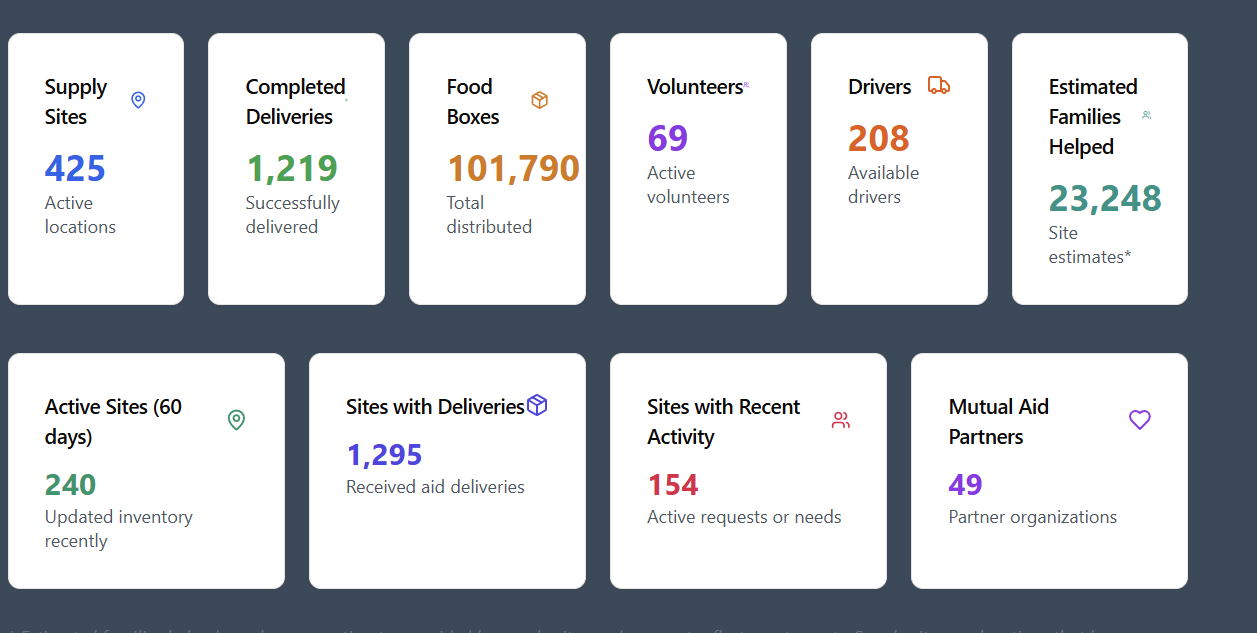 Supply
Sites
425
Active
locations
Completed
Deliveries
1,219
Successfully
delivered
Food
Boxes
101,790
Total
distributed
Volunteers
69
Active
volunteers
Drivers
208
Available
drivers
Estimated
Families
Helped
23,248
Site
estimates*
Active Sites (60
days)
240
Updated inventory
recently
Sites with Deliveries
1,295
Received aid deliveries
Sites with Recent
Activity
154
Active requests or needs
Mutual Aid
Partners
49
Partner organizations